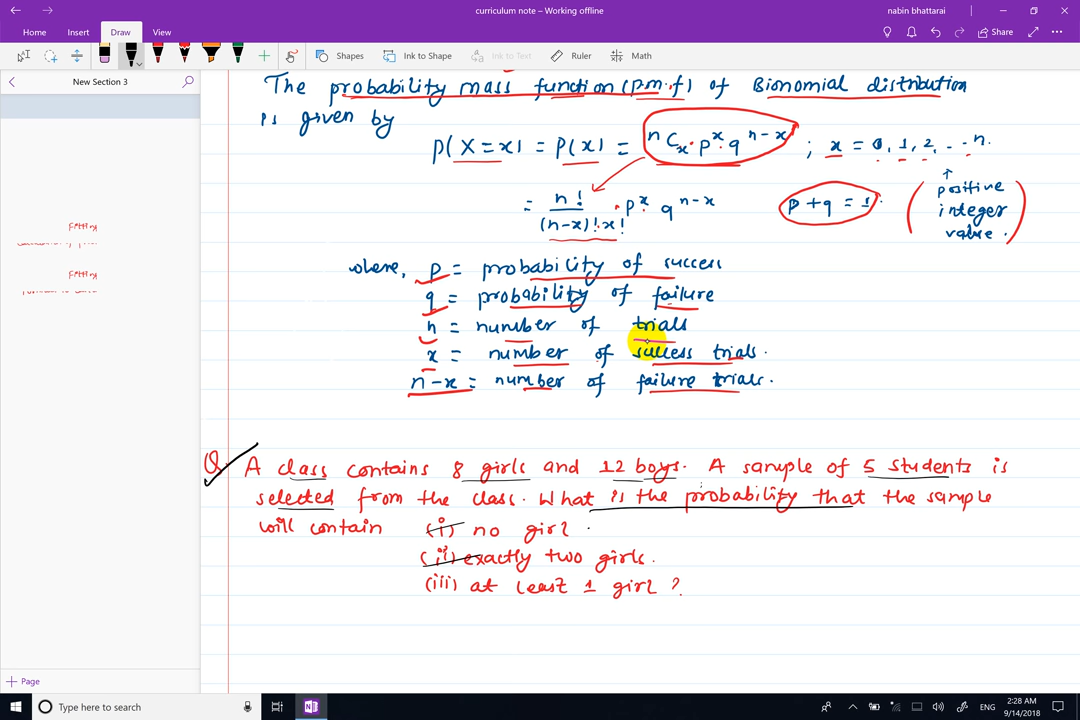 curriculum note – Working offline
nabin bhattarai
Home Insert Draw View
Share
Shapes Ink to Shape Ink to Text Ruler Math
New Section 3
The probability mass function (p.m.f) of Bionomial distribution
is given by
P(X=x) = P(x) = nCx · p^x · q^n-x ; x = 0, 1, 2, ... n.
= n! / (n-x)! x! · p^x q^n-x p+q = 1. (positive integer value.)
where, p = probability of success
q = probability of failure
n = number of trials
x = number of success trials.
n-x = number of failure trials.
Q. A class contains 8 girls and 12 boys. A sample of 5 students is
selected from the class. What is the probability that the sample
will contain (i) no girl.
(ii) exactly two girls.
(iii) at least 1 girl ?
Fitting
Fitting
Page
Type here to search
ENG
2:28 AM
9/14/2018